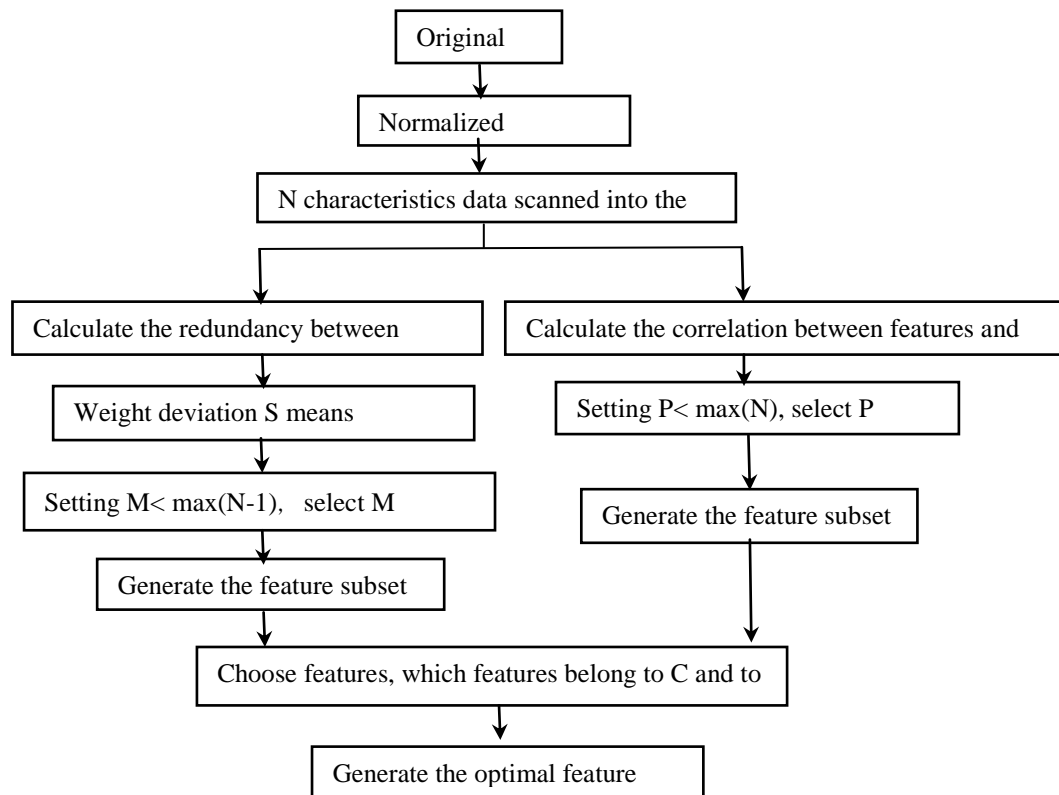 Original
Normalized
N characteristics data scanned into the
Calculate the redundancy between
Weight deviation S means
Setting M< max(N-1), select M
Generate the feature subset
Calculate the correlation between features and
Setting P< max(N), select P
Generate the feature subset
Choose features, which features belong to C and to
Generate the optimal feature